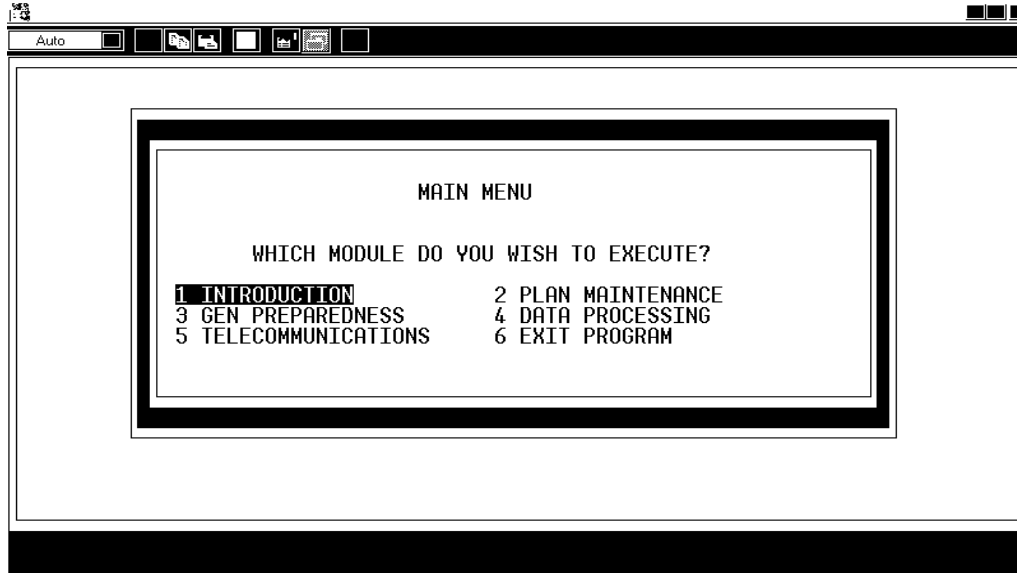 Auto
MAIN MENU
WHICH MODULE DO YOU WISH TO EXECUTE?
1 INTRODUCTION 2 PLAN MAINTENANCE
3 GEN PREPAREDNESS 4 DATA PROCESSING
5 TELECOMMUNICATIONS 6 EXIT PROGRAM